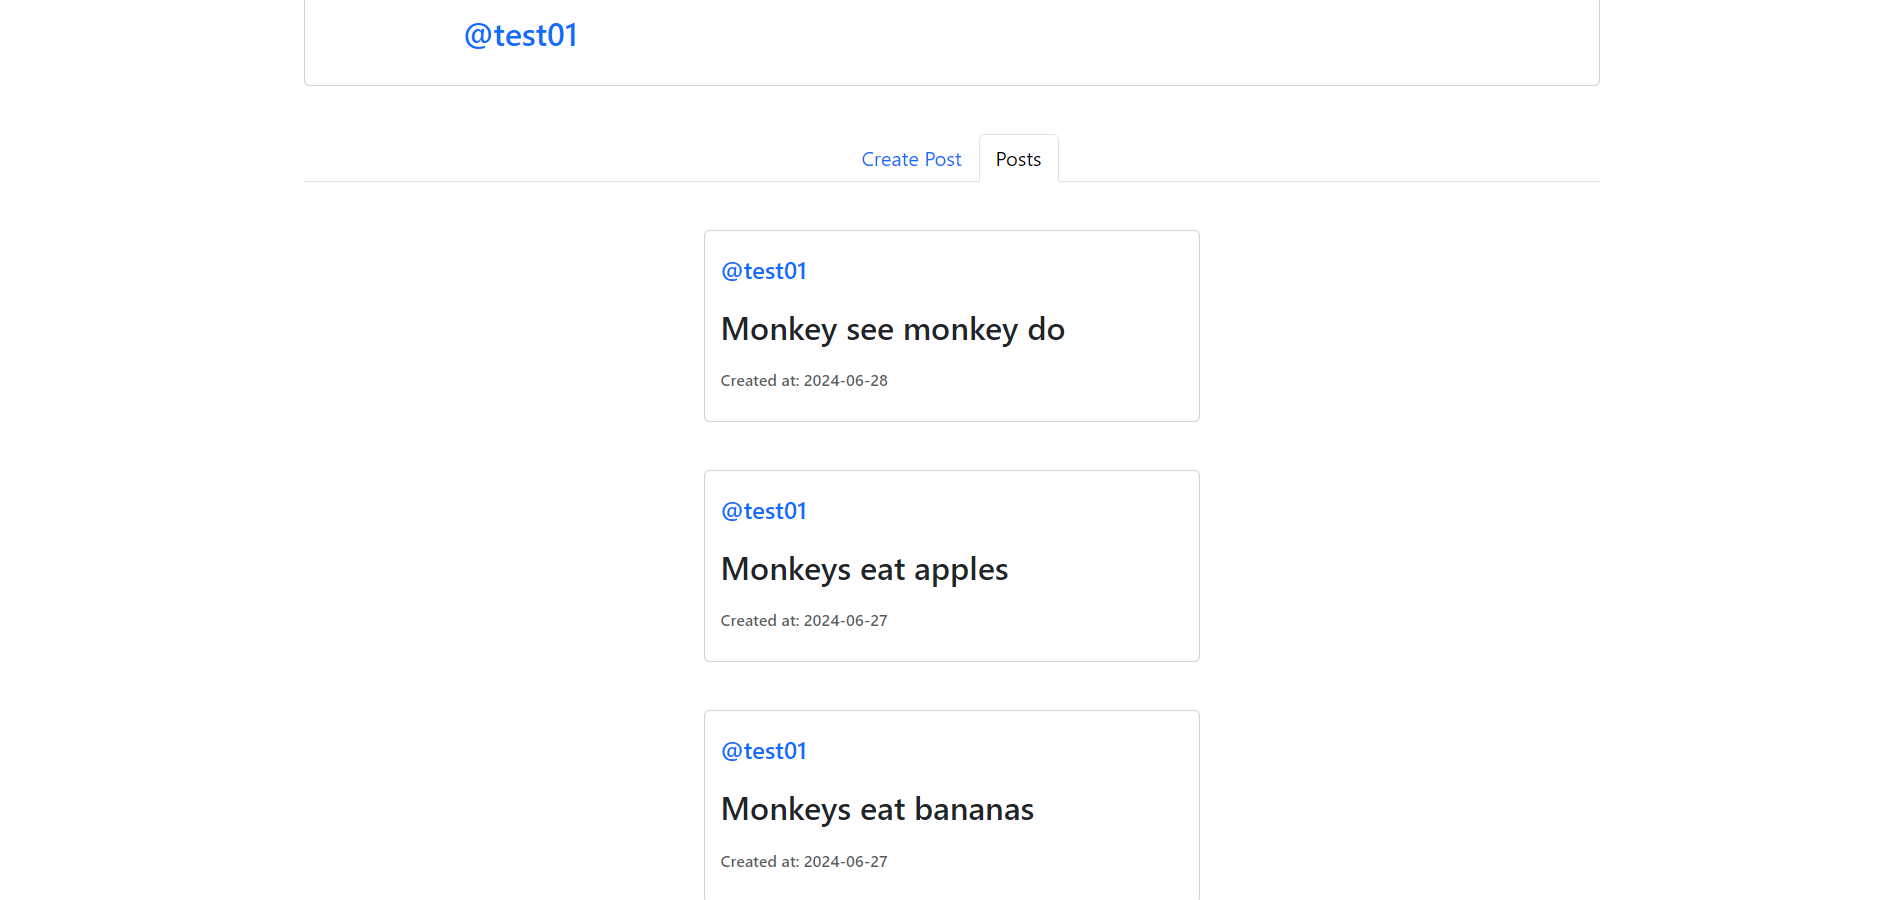 @test01
Create Post Posts
@test01
Monkey see monkey do
Created at: 2024-06-28
@test01
Monkeys eat apples
Created at: 2024-06-27
@test01
Monkeys eat bananas
Created at: 2024-06-27